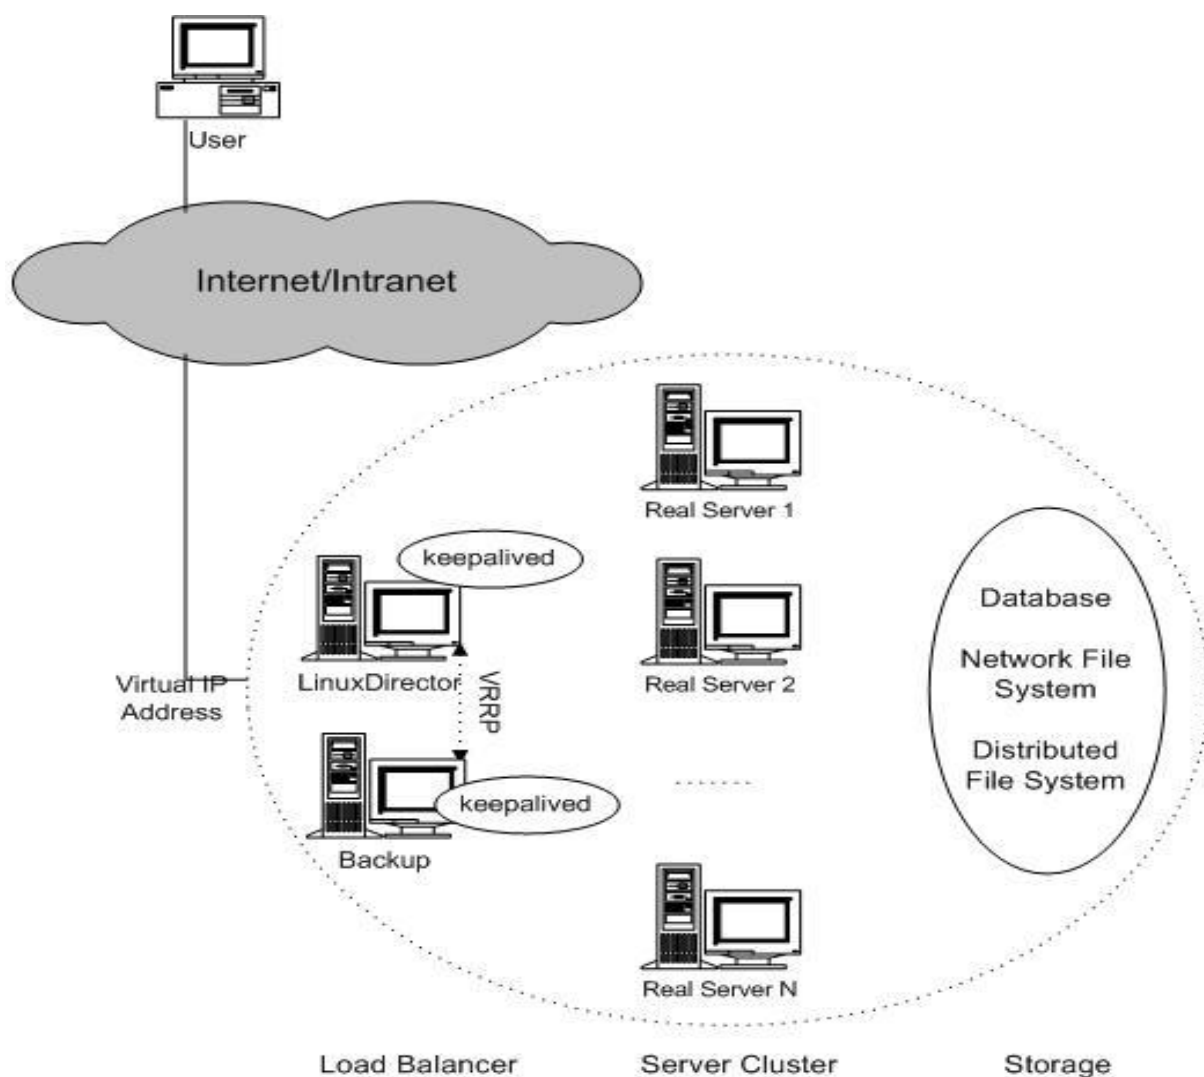 User
Internet/Intranet
Virtual IP
Address
keepalived
LinuxDirector
VRRP
keepalived
Backup
Real Server 1
Real Server 2
Real Server N
Database
Network File
System
Distributed
File System
Load Balancer
Server Cluster
Storage